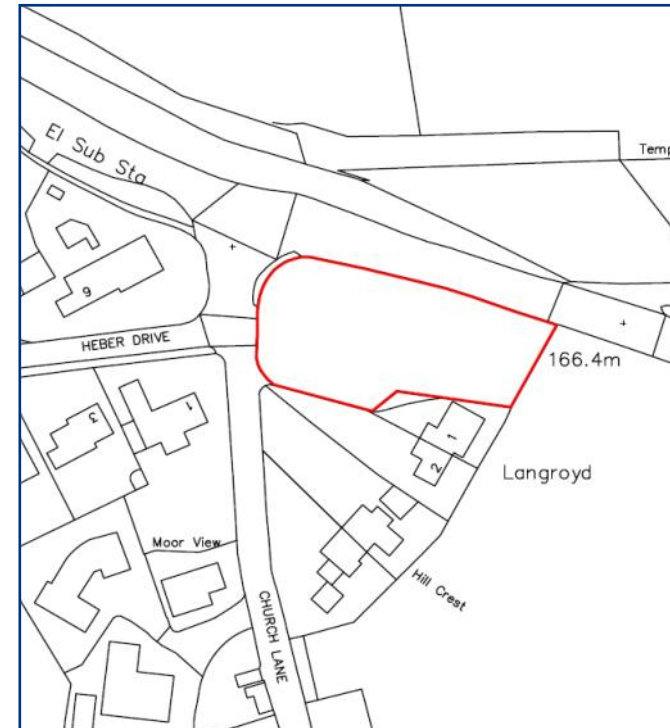 El Sub Sta
Temp
6
HEBER DRIVE
166.4m
1
3
1
2
Langroyd
Moor View
Hill Crest
CHURCH LANE